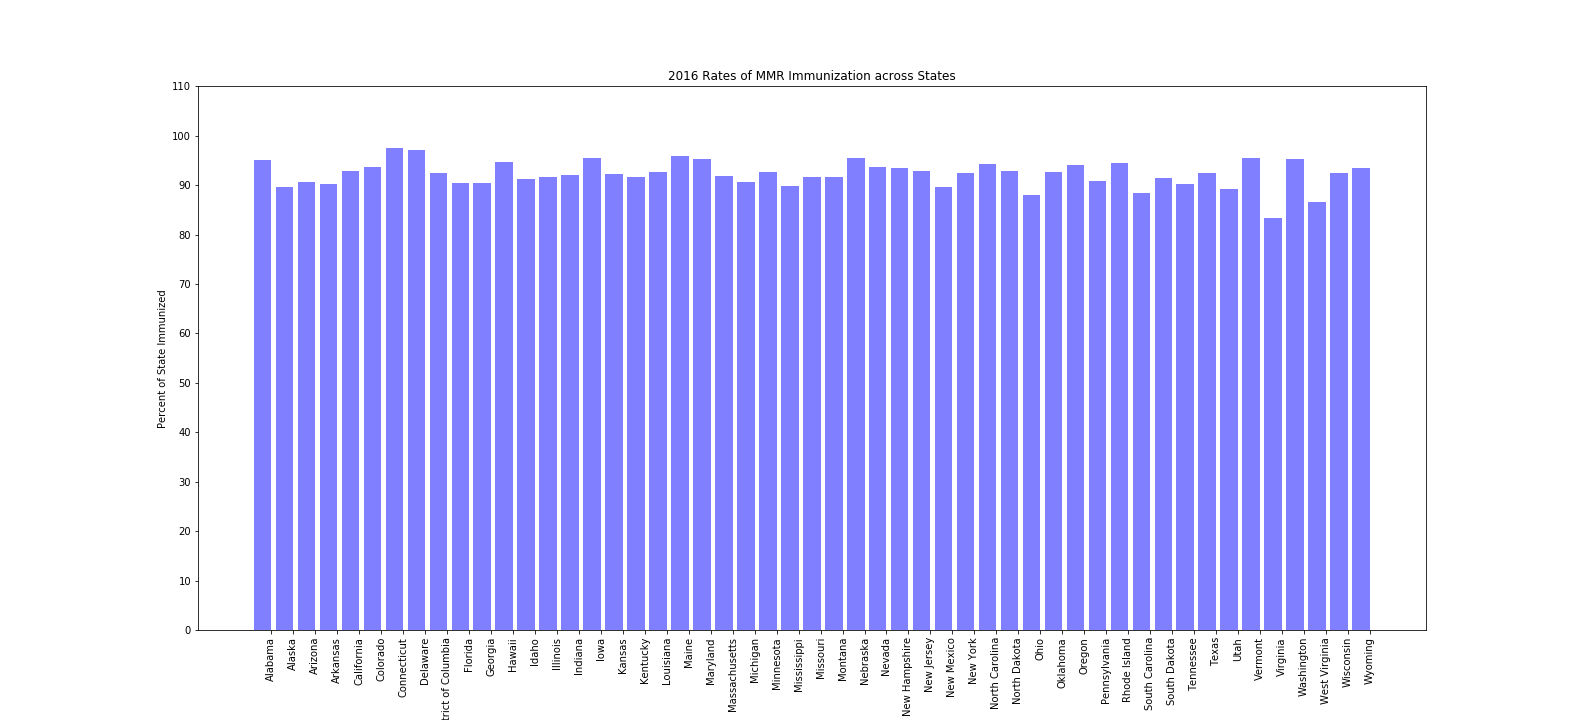 2016 Rates of MMR Immunization across States
Percent of State Immunized
110
100
90
80
70
60
50
40
30
20
10
0
Alabama
Alaska
Arizona
Arkansas
California
Colorado
Connecticut
Delaware
trict of Columbia
Florida
Georgia
Hawaii
Idaho
Illinois
Indiana
Iowa
Kansas
Kentucky
Louisiana
Maine
Maryland
Massachusetts
Michigan
Minnesota
Mississippi
Missouri
Montana
Nebraska
Nevada
New Hampshire
New Jersey
New Mexico
New York
North Carolina
North Dakota
Ohio
Oklahoma
Oregon
Pennsylvania
Rhode Island
South Carolina
South Dakota
Tennessee
Texas
Utah
Vermont
Virginia
Washington
West Virginia
Wisconsin
Wyoming